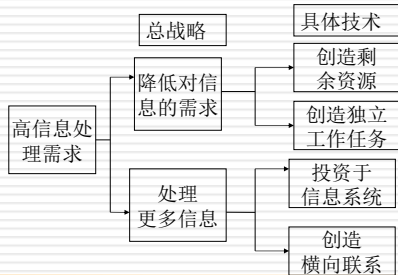 总战略
具体技术
高信息处
理需求
降低对信
息的需求
创造剩
余资源
创造独立
工作任务
处理
更多信息
投资于
信息系统
创造
横向联系